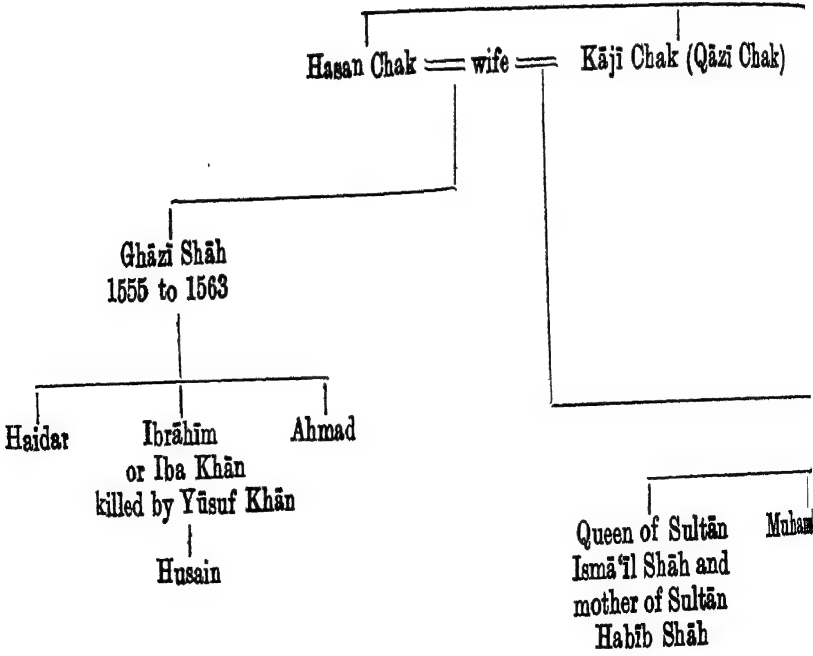 Hasan Chak wife Kājī Chak (Qāzī Chak)
Ghāzī Shāh
1555 to 1563
Haidar
Ibrāhīm
or Iba Khān
killed by Yūsuf Khān
Ahmad
Husain
Queen of Sultān
Ismā‘īl Shāh and
mother of Sultān
Habīb Shāh